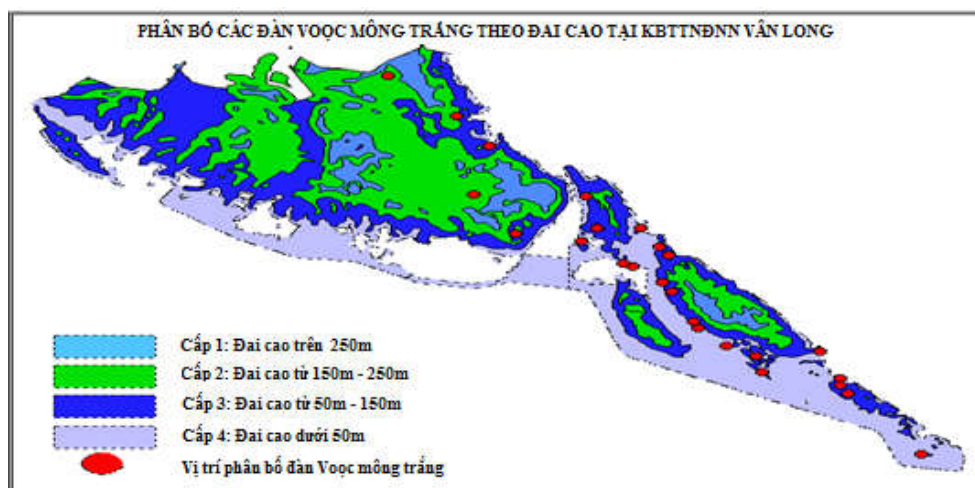 PHÂN BỐ CÁC ĐÀN VOỌC MÔNG TRẮNG THEO ĐAI CAO TẠI KBTTNĐNN VÂN LONG
Cấp 1: Đai cao trên 250m
Cấp 2: Đai cao từ 150m - 250m
Cấp 3: Đai cao từ 50m - 150m
Cấp 4: Đai cao dưới 50m
Vị trí phân bố đàn Voọc mông trắng